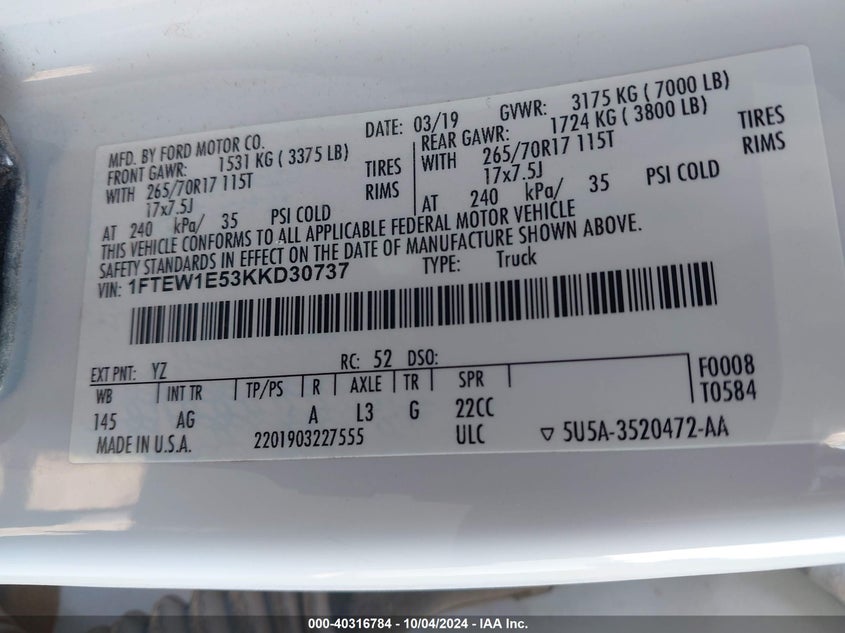 MFD. BY FORD MOTOR CO. DATE: 03/19 GVWR: 3175 KG ( 7000 LB)
FRONT GAWR: 1531 KG ( 3375 LB) REAR GAWR: 1724 KG ( 3800 LB)
WITH 265/70R17 115T TIRES WITH 265/70R17 115T TIRES
17x7.5J RIMS 17x7.5J RIMS
AT 240 kPa/ 35 PSI COLD AT 240 kPa/ 35 PSI COLD
THIS VEHICLE CONFORMS TO ALL APPLICABLE FEDERAL MOTOR VEHICLE
SAFETY STANDARDS IN EFFECT ON THE DATE OF MANUFACTURE SHOWN ABOVE.
VIN: 1FTEW1E53KKD30737 TYPE: Truck
EXT PNT: YZ RC: 52 DSO:
WB INT TR TP/PS R AXLE TR SPR F0008
145 AG A L3 G 22CC T0584
MADE IN U.S.A. 2201903227555 ULC ▽ 5U5A-3520472-AA
000-40316784 - 10/04/2024 - IAA Inc.